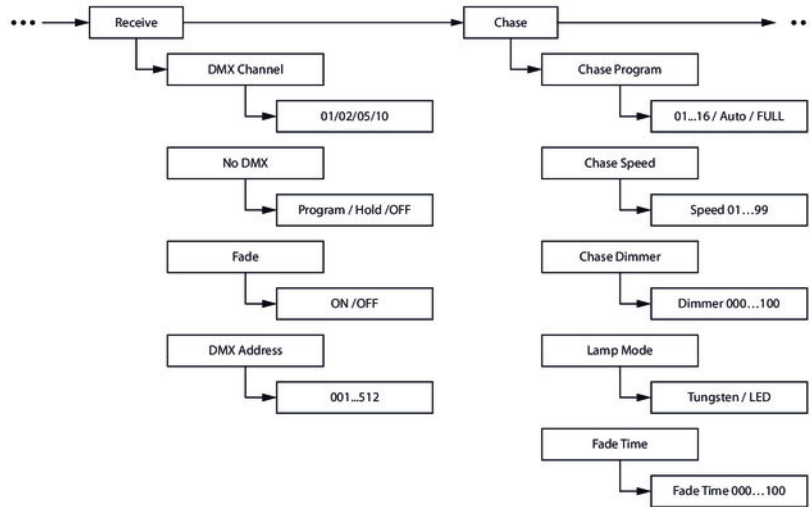 Receive
DMX Channel
01/02/05/10
No DMX
Program / Hold /OFF
Fade
ON /OFF
DMX Address
001...512
Chase
Chase Program
01...16 / Auto / FULL
Chase Speed
Speed 01...99
Chase Dimmer
Dimmer 000...100
Lamp Mode
Tungsten / LED
Fade Time
Fade Time 000...100